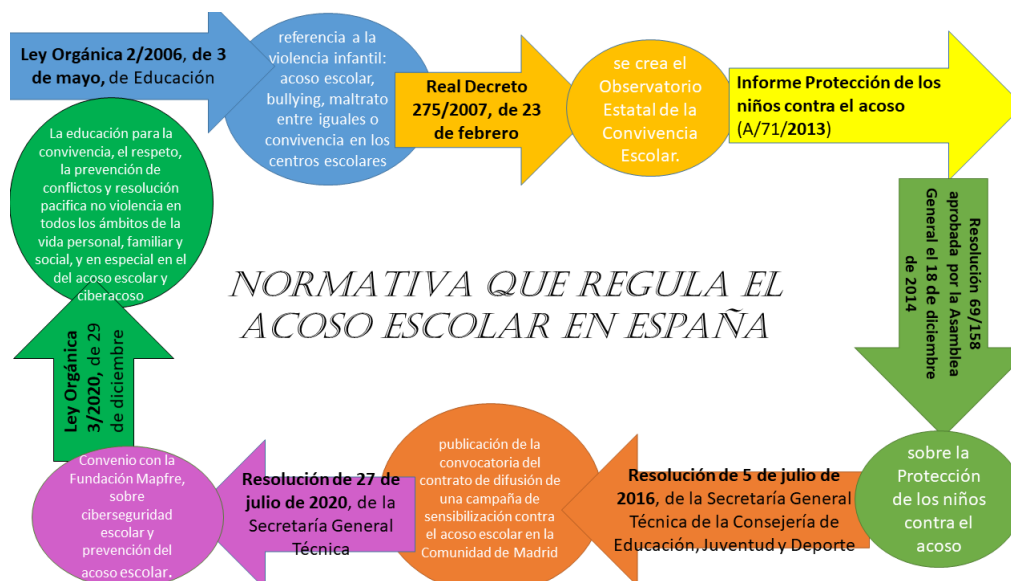 Ley Orgánica 2/2006, de 3
de mayo, de Educación
referencia a la
violencia infantil:
acoso escolar,
bullying, maltrato
entre iguales o
convivencia en los
centros escolares
Real Decreto
275/2007, de 23
de febrero
se crea el
Observatorio
Estatal de la
Convivencia
Escolar.
Informe Protección de los
niños contra el acoso
(A/71/2013)
Resolución 69/158
aprobada por la Asamblea
General el 18 de diciembre
de 2014
sobre la
Protección
de los niños
contra el
acoso
Resolución de 5 de julio de
2016, de la Secretaría General
Técnica de la Consejería de
Educación, Juventud y Deporte
publicación de la
convocatoria del
contrato de difusión de
una campaña de
sensibilización contra
el acoso escolar en la
Comunidad de Madrid
Resolución de 27 de
julio de 2020, de la
Secretaría General
Técnica
Convenio con la
Fundación Mapfre,
sobre
ciberseguridad
escolar y
prevención del
acoso escolar.
Ley Orgánica
3/2020, de 29
de diciembre
La educación para la
convivencia, el respeto,
la prevención de
conflictos y resolución
pacifica no violencia en
todos los ámbitos de la
vida personal, familiar y
social, y en especial en el
del acoso escolar y
ciberacoso
NORMATIVA QUE REGULA EL
ACOSO ESCOLAR EN ESPAÑA